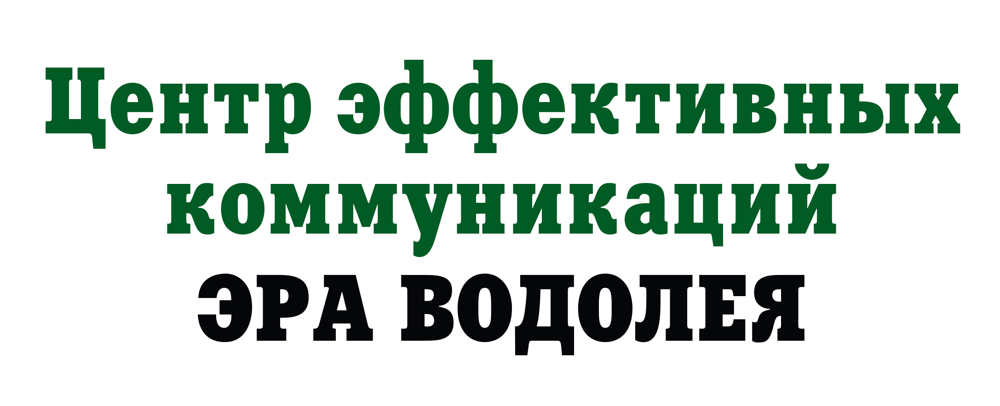 Центр эффективных
коммуникаций
ЭРА ВОДОЛЕЯ